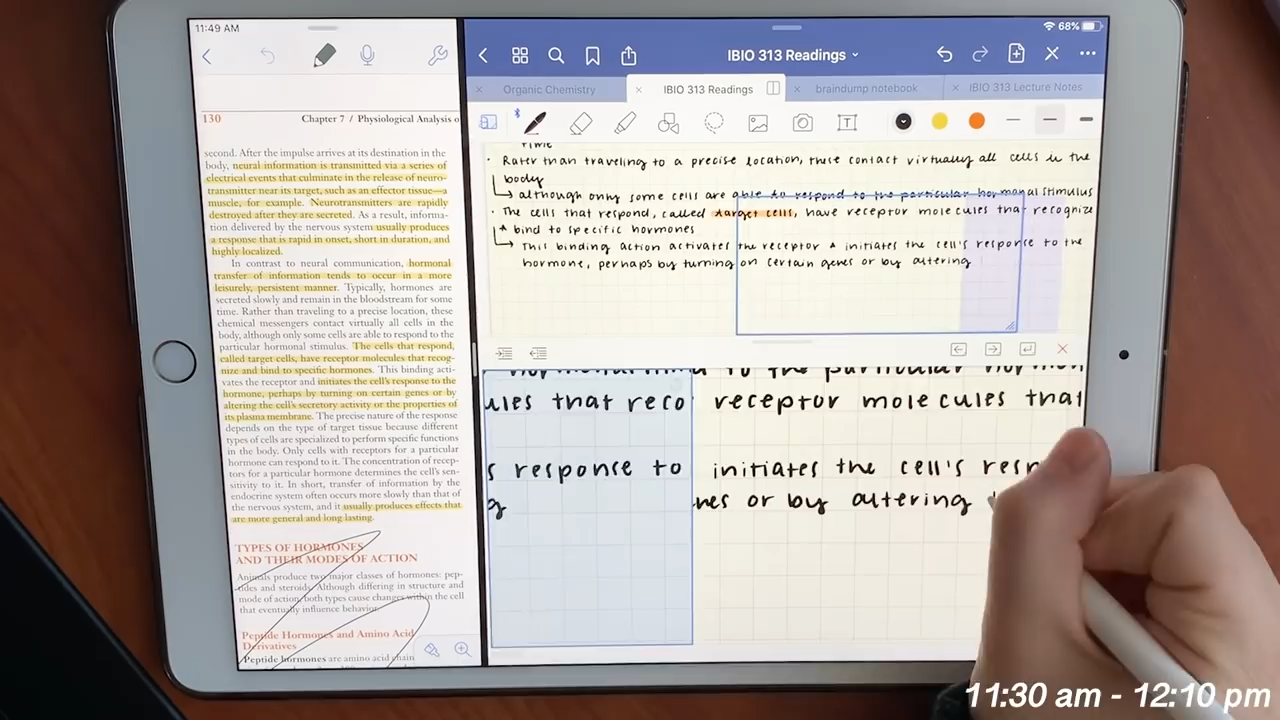 11:49 AM
68%
IBIO 313 Readings
Organic Chemistry
IBIO 313 Readings
braindump notebook
IBIO 313 Lecture Notes
130 Chapter 7 / Physiological Analysis o
second. After the impulse arrives at its destination in the
body, neural information is transmitted via a series of
electrical events that culminate in the release of neuro-
transmitter near its target, such as an effector tissue—a
muscle, for example. Neurotransmitters are rapidly
destroyed after they are secreted. As a result, informa-
tion delivered by the nervous system usually produces
a response that is rapid in onset, short in duration, and
highly localized.
In contrast to neural communication, hormonal
transfer of information tends to occur in a more
leisurely, persistent manner. Typically, hormones are
secreted slowly and remain in the bloodstream for some
time. Rather than traveling to a precise location, these
chemical messengers contact virtually all cells in the
body, although only some cells are able to respond to the
particular hormonal stimulus. The cells that respond,
called target cells, have receptor molecules that recog-
nize and bind to specific hormones. This binding acti-
vates the receptor and initiates the cell's response to the
hormone, perhaps by turning on certain genes or by
altering the cell's secretory activity or the properties of
its plasma membrane. The precise nature of the response
depends on the type of target tissue because different
types of cells are specialized to perform specific functions
in the body. Only cells with receptors for a particular
hormone can respond to it. The concentration of recep-
tors for a particular hormone determines the cell's sen-
sitivity to it. In short, transfer of information by the
endocrine system often occurs more slowly than that of
the nervous system, and it usually produces effects that
are more general and long lasting.
TYPES OF HORMONES
AND THEIR MODES OF ACTION
Animals produce two major classes of hormones: pep-
tides and steroids. Although differing in structure and
mode of action, both types cause changes within the cell
that eventually influence behavior.
Peptide Hormones and Amino Acid
Derivatives
Peptide hormones are amino acid chain
time
· Rater than traveling to a precise location, these contact virtually all cells in the
body
↳ although only some cells are able to respond to the particular hormonal stimulus
· The cells that respond, called target cells, have receptor molecules that recognize
+ bind to specific hormones
↳ This binding action activates the receptor + initiates the cell's response to the
hormone, perhaps by turning on certain genes or by altering
to the particular hormon
ules that reco receptor molecules that
s response to initiates the cell's resp
g nes or by altering
11:30 am - 12:10 pm